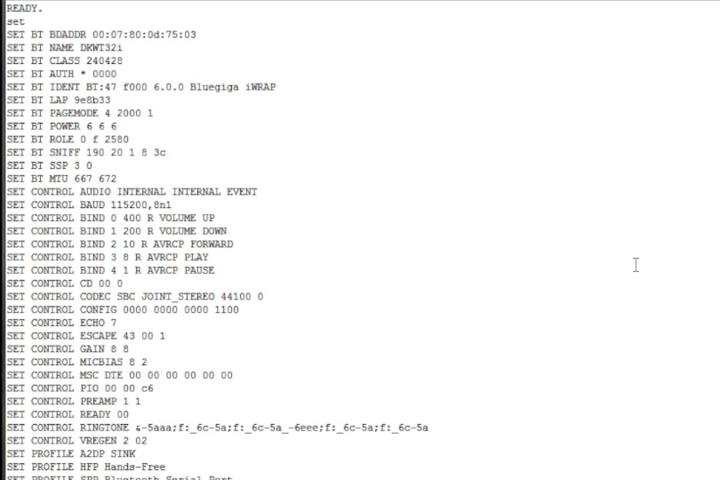 READY.
set
SET BT BDADDR 00:07:80:0d:75:03
SET BT NAME DKWT32i
SET BT CLASS 240428
SET BT AUTH * 0000
SET BT IDENT BT:47 f000 6.0.0 Bluegiga iWRAP
SET BT LAP 9e8b33
SET BT PAGEMODE 4 2000 1
SET BT POWER 6 6 6
SET BT ROLE 0 f 2580
SET BT SNIFF 190 20 1 8 3c
SET BT SSP 3 0
SET BT MTU 667 672
SET CONTROL AUDIO INTERNAL INTERNAL EVENT
SET CONTROL BAUD 115200,8n1
SET CONTROL BIND 0 400 R VOLUME UP
SET CONTROL BIND 1 200 R VOLUME DOWN
SET CONTROL BIND 2 10 R AVRCP FORWARD
SET CONTROL BIND 3 8 R AVRCP PLAY
SET CONTROL BIND 4 1 R AVRCP PAUSE
SET CONTROL CD 00 0
SET CONTROL CODEC SBC JOINT_STEREO 44100 0
SET CONTROL CONFIG 0000 0000 0000 1100
SET CONTROL ECHO 7
SET CONTROL ESCAPE 43 00 1
SET CONTROL GAIN 8 8
SET CONTROL MICBIAS 8 2
SET CONTROL MSC DTE 00 00 00 00 00 00
SET CONTROL PIO 00 00 c6
SET CONTROL PREAMP 1 1
SET CONTROL READY 00
SET CONTROL RINGTONE &-5aaa;f:_6c-5a;f:_6c-5a_-6eee;f:_6c-5a;f:_6c-5a
SET CONTROL VREGEN 2 02
SET PROFILE A2DP SINK
SET PROFILE HFP Hands-Free
SET PROFILE SPP Bluetooth Serial Port